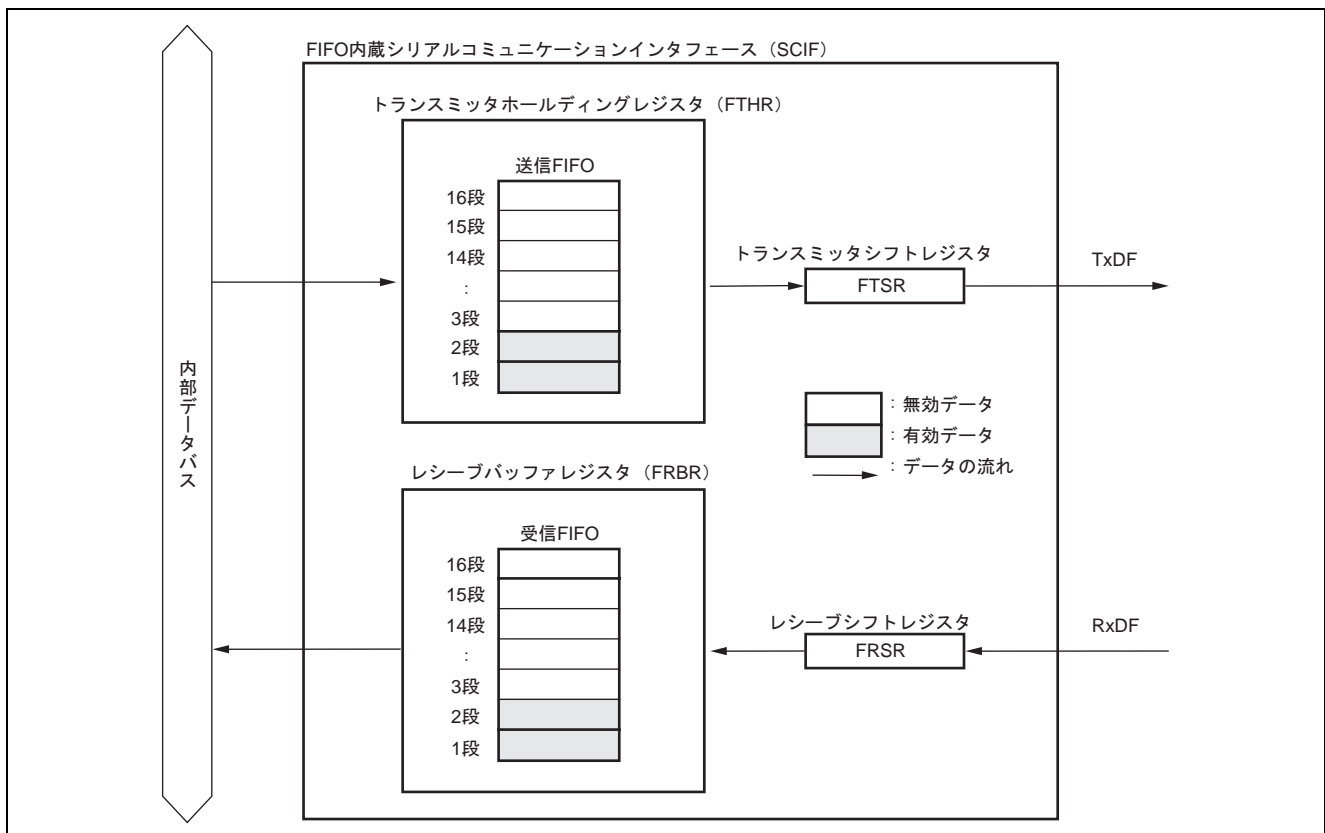 FIFO内蔵シリアルコミュニケーションインタフェース（SCIF）
トランスミッタホールディングレジスタ（FTHR）
送信FIFO
16段
15段
14段
:
3段
2段
1段
トランスミッタシフトレジスタ
FTSR
TxDF
内部データバス
：無効データ
：有効データ
：データの流れ
レシーブバッファレジスタ（FRBR）
受信FIFO
16段
15段
14段
:
3段
2段
1段
レシーブシフトレジスタ
FRSR
RxDF